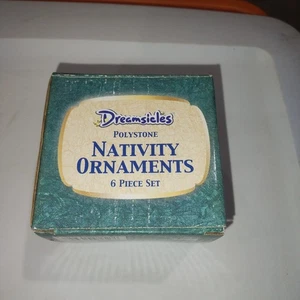 Dreamsicles
POLYSTONE
NATIVITY
ORNAMENTS
6 PIECE SET